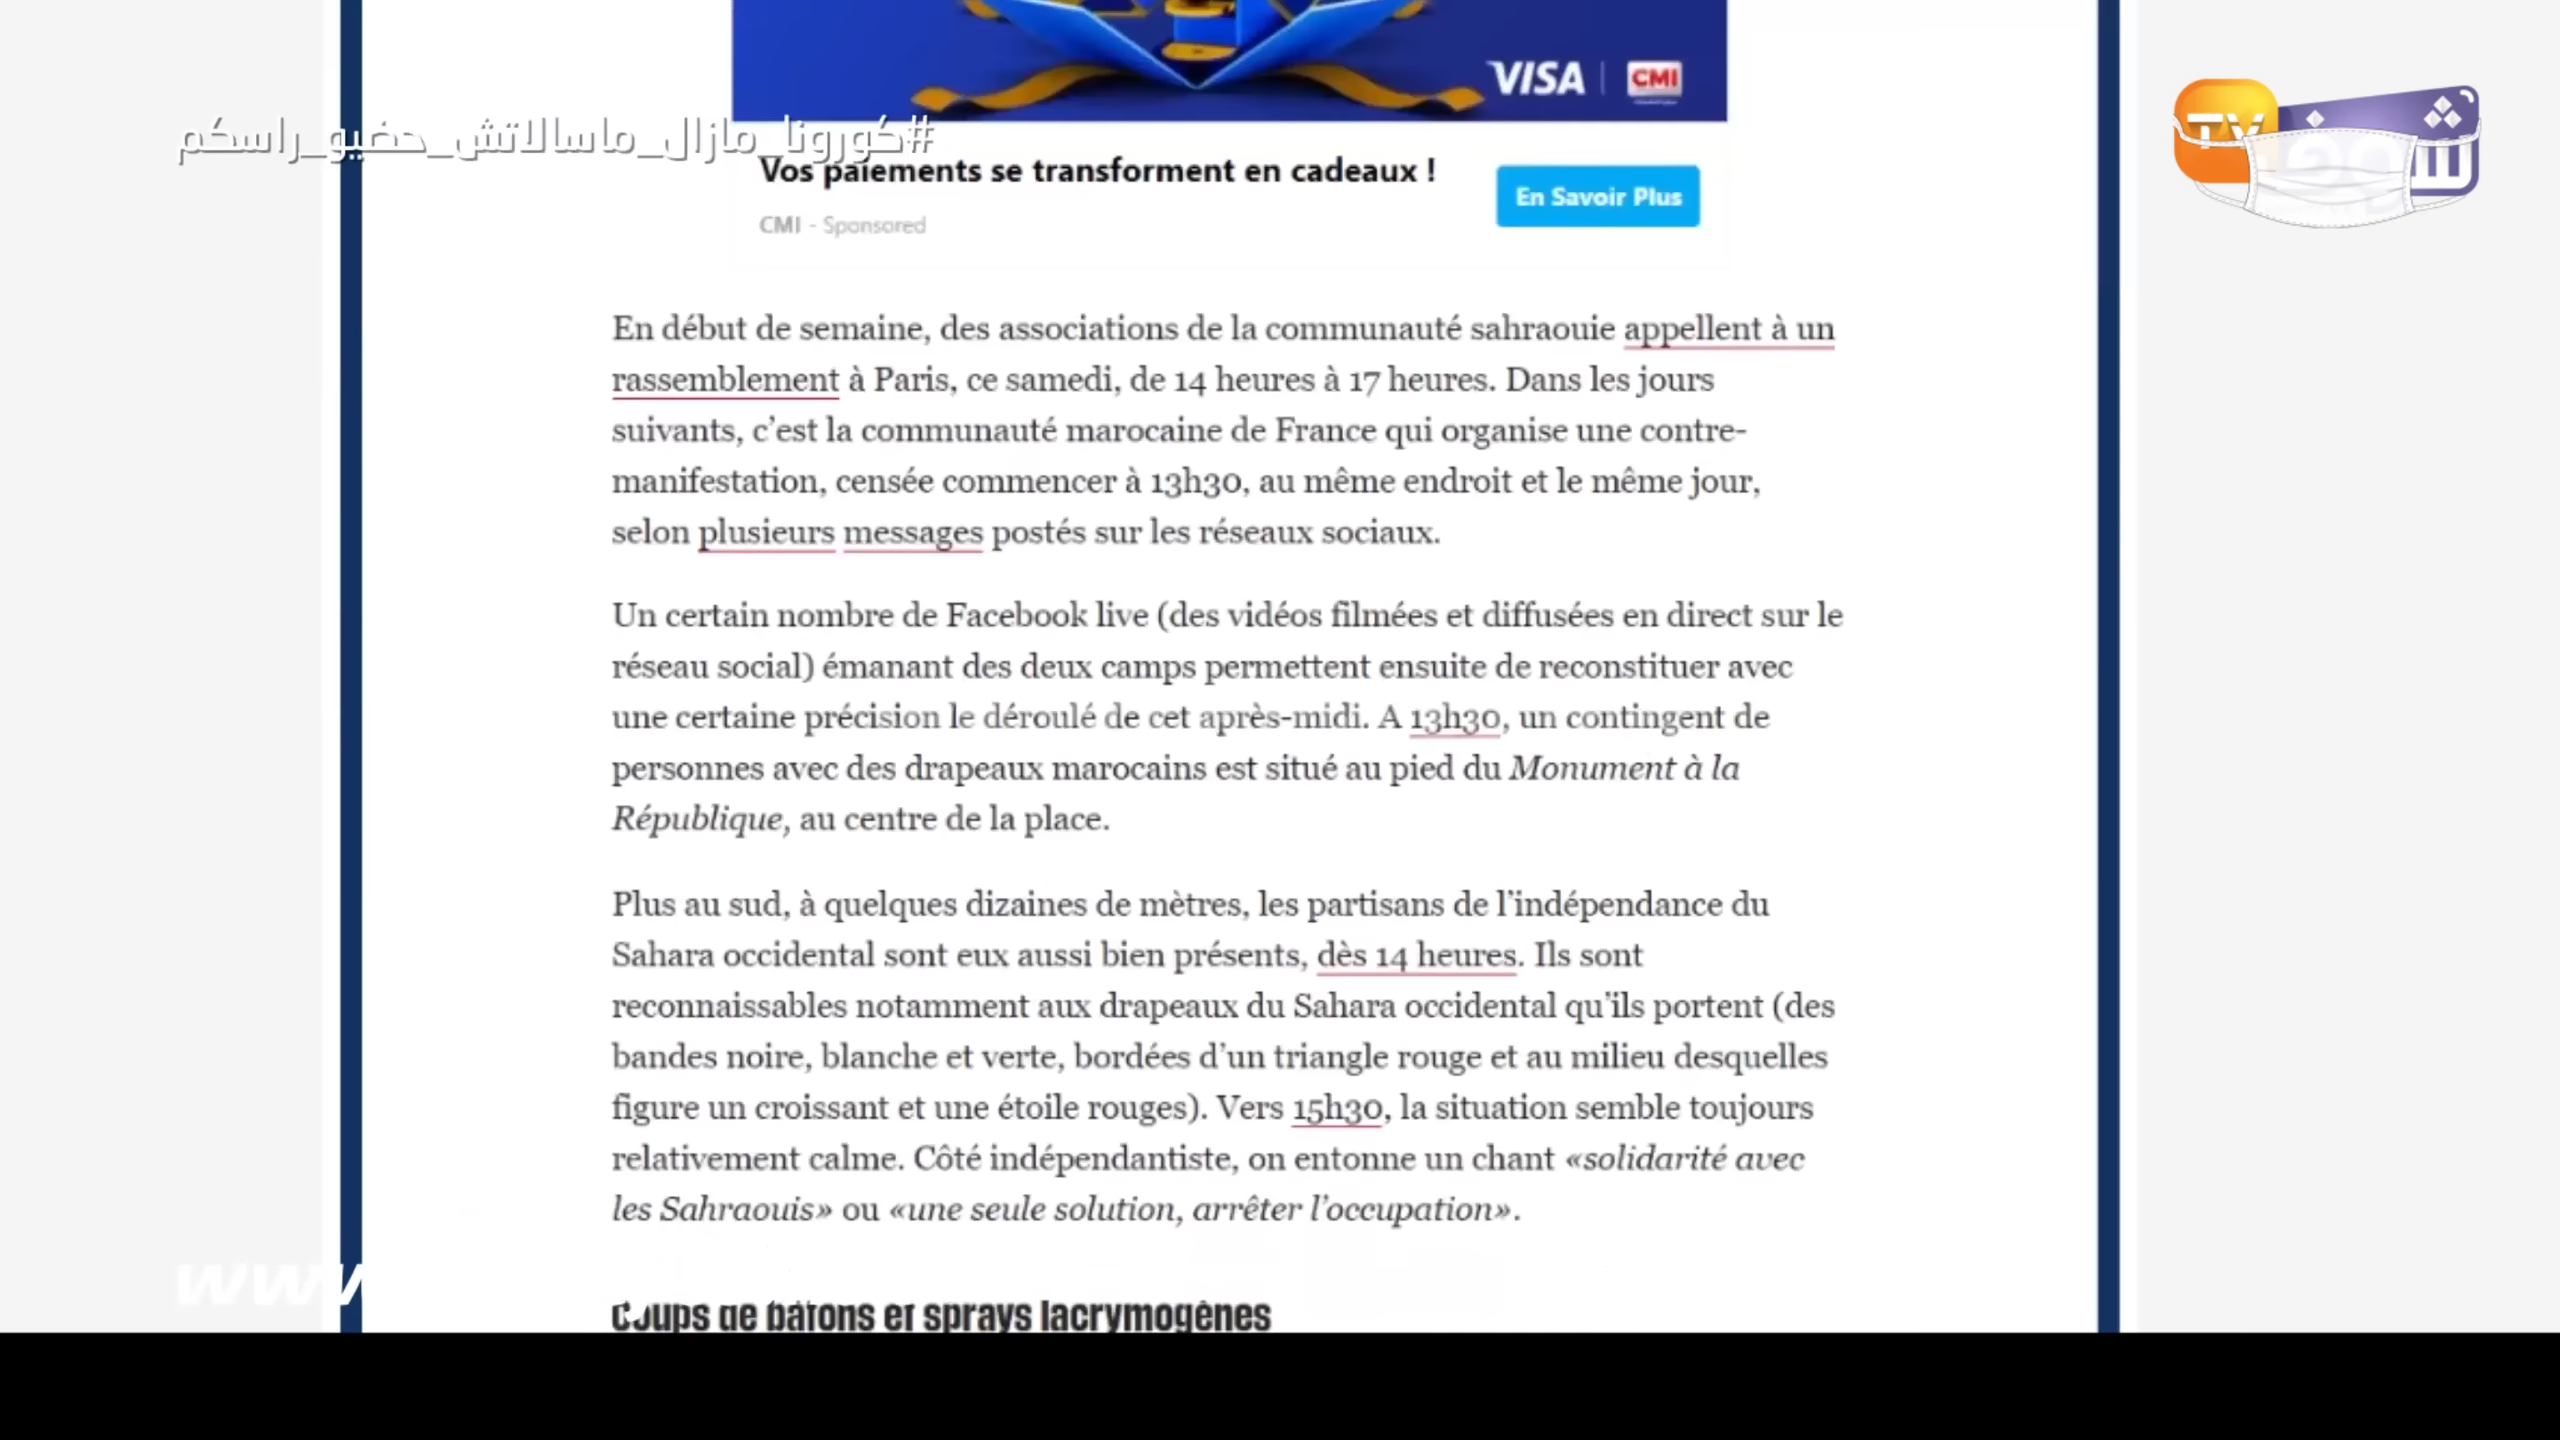 VISA | CMI
#كورونا_مازال_ماسالاتش_حضيو_راسكم
TV شوف
Vos paiements se transforment en cadeaux !
En Savoir Plus
CMI - Sponsored
En début de semaine, des associations de la communauté sahraouie appellent à un
rassemblement à Paris, ce samedi, de 14 heures à 17 heures. Dans les jours
suivants, c’est la communauté marocaine de France qui organise une contre-
manifestation, censée commencer à 13h30, au même endroit et le même jour,
selon plusieurs messages postés sur les réseaux sociaux.
Un certain nombre de Facebook live (des vidéos filmées et diffusées en direct sur le
réseau social) émanant des deux camps permettent ensuite de reconstituer avec
une certaine précision le déroulé de cet après-midi. A 13h30, un contingent de
personnes avec des drapeaux marocains est situé au pied du Monument à la
République, au centre de la place.
Plus au sud, à quelques dizaines de mètres, les partisans de l’indépendance du
Sahara occidental sont eux aussi bien présents, dès 14 heures. Ils sont
reconnaissables notamment aux drapeaux du Sahara occidental qu’ils portent (des
bandes noire, blanche et verte, bordées d’un triangle rouge et au milieu desquelles
figure un croissant et une étoile rouges). Vers 15h30, la situation semble toujours
relativement calme. Côté indépendantiste, on entonne un chant «solidarité avec
les Sahraouis» ou «une seule solution, arrêter l’occupation».
www
Coups de bâtons et sprays lacrymogènes